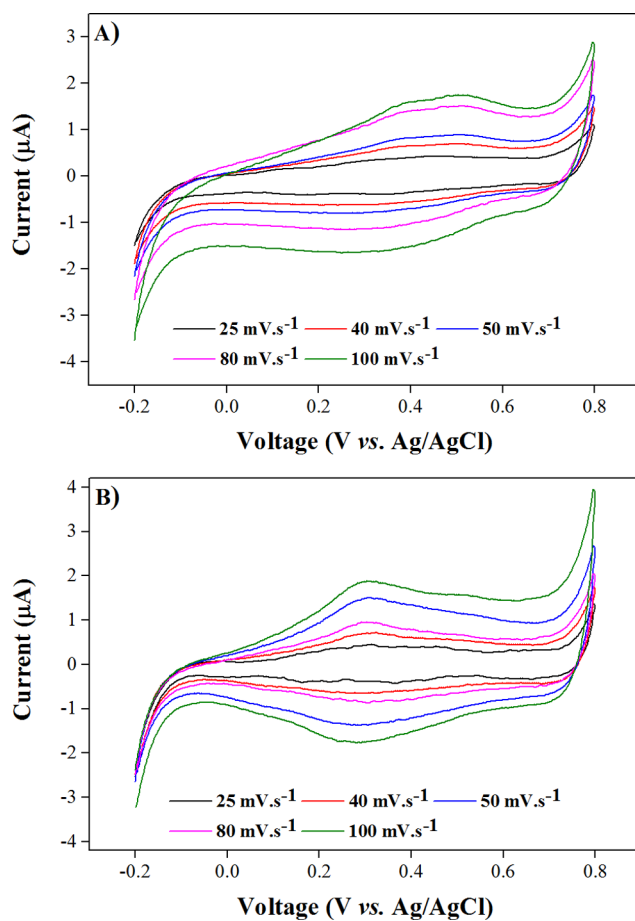 A)
3
2
1
0
-1
-2
-3
-4
Current (µA)
25 mV.s⁻¹ 40 mV.s⁻¹ 50 mV.s⁻¹
80 mV.s⁻¹ 100 mV.s⁻¹
-0.2 0.0 0.2 0.4 0.6 0.8
Voltage (V vs. Ag/AgCl)
B)
4
3
2
1
0
-1
-2
-3
-4
Current (µA)
25 mV.s⁻¹ 40 mV.s⁻¹ 50 mV.s⁻¹
80 mV.s⁻¹ 100 mV.s⁻¹
-0.2 0.0 0.2 0.4 0.6 0.8
Voltage (V vs. Ag/AgCl)